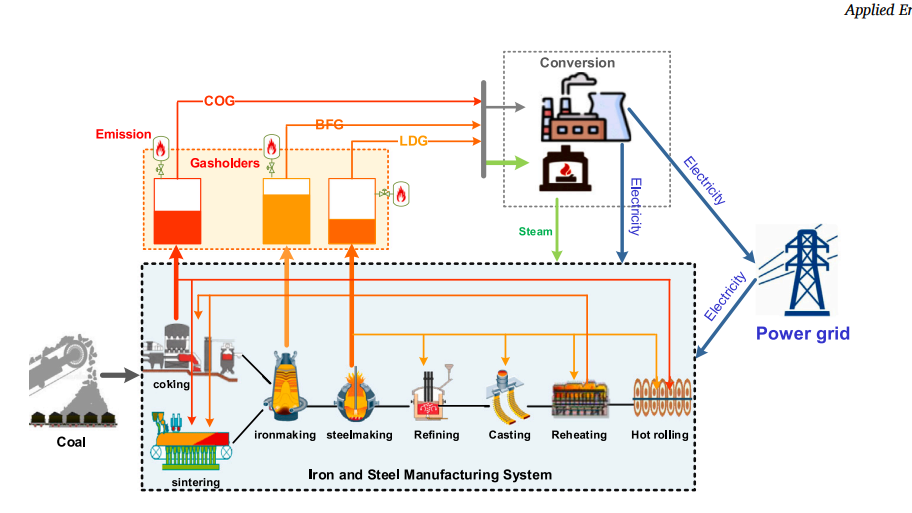 Applied Er
Conversion
COG
Emission
BFG
LDG
Gasholders
Electricity
Electricity
Steam
Electricity
Power grid
coking
Coal
ironmaking
steelmaking
Refining
Casting
Reheating
Hot rolling
Iron and Steel Manufacturing System
sintering